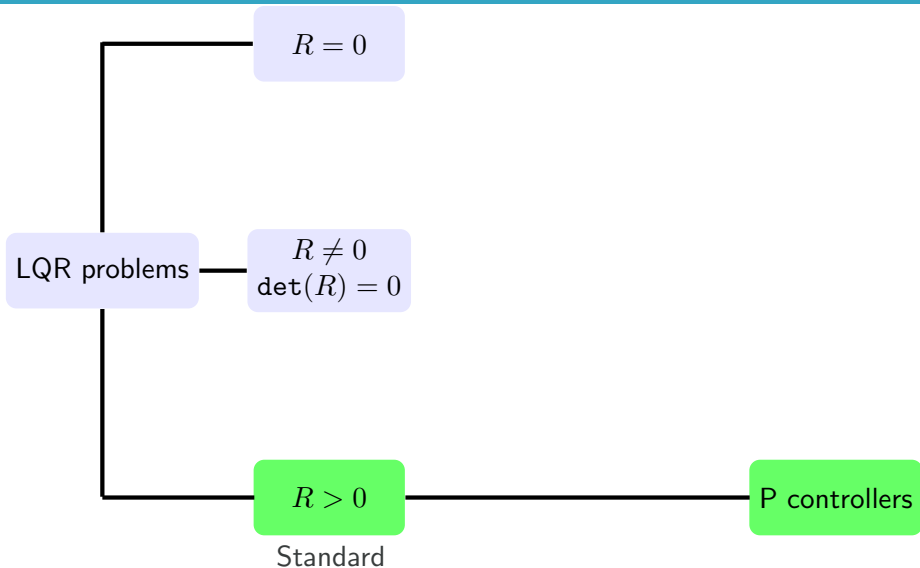 R = 0
LQR problems
R ≠ 0
det(R) = 0
R > 0
P controllers
Standard